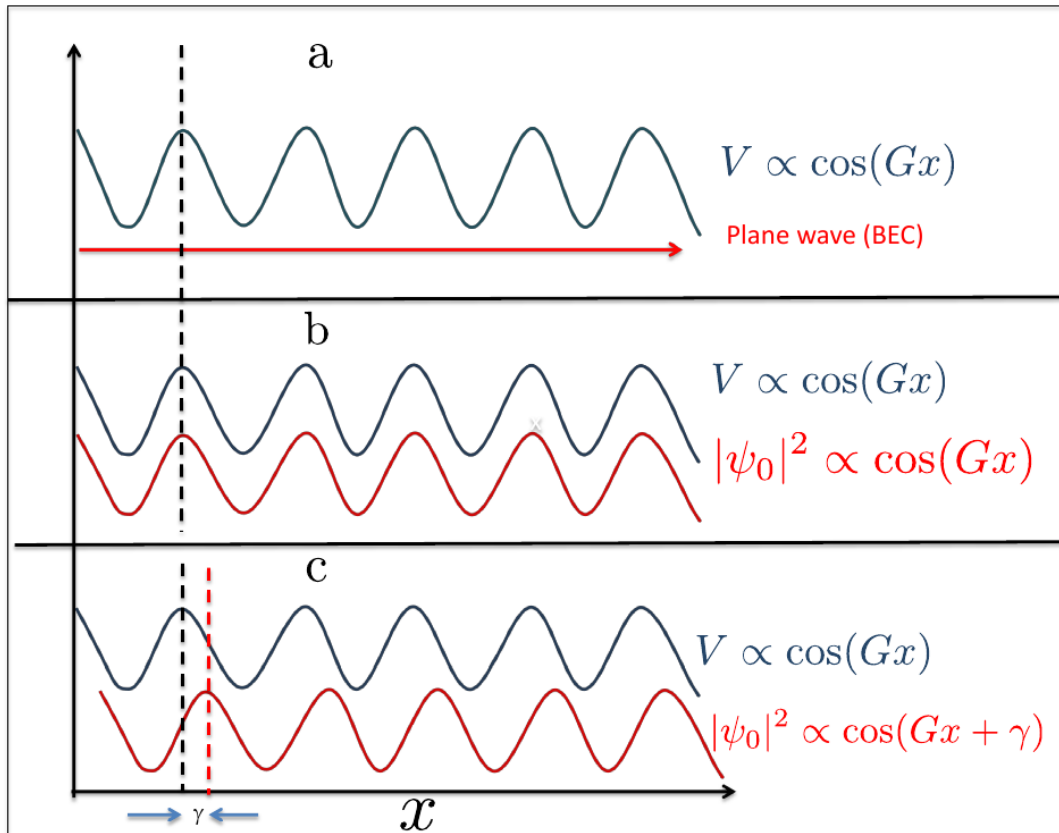 a
V ∝ cos(Gx)
Plane wave (BEC)
b
V ∝ cos(Gx)
|ψ₀|² ∝ cos(Gx)
c
V ∝ cos(Gx)
|ψ₀|² ∝ cos(Gx + γ)
γ
x